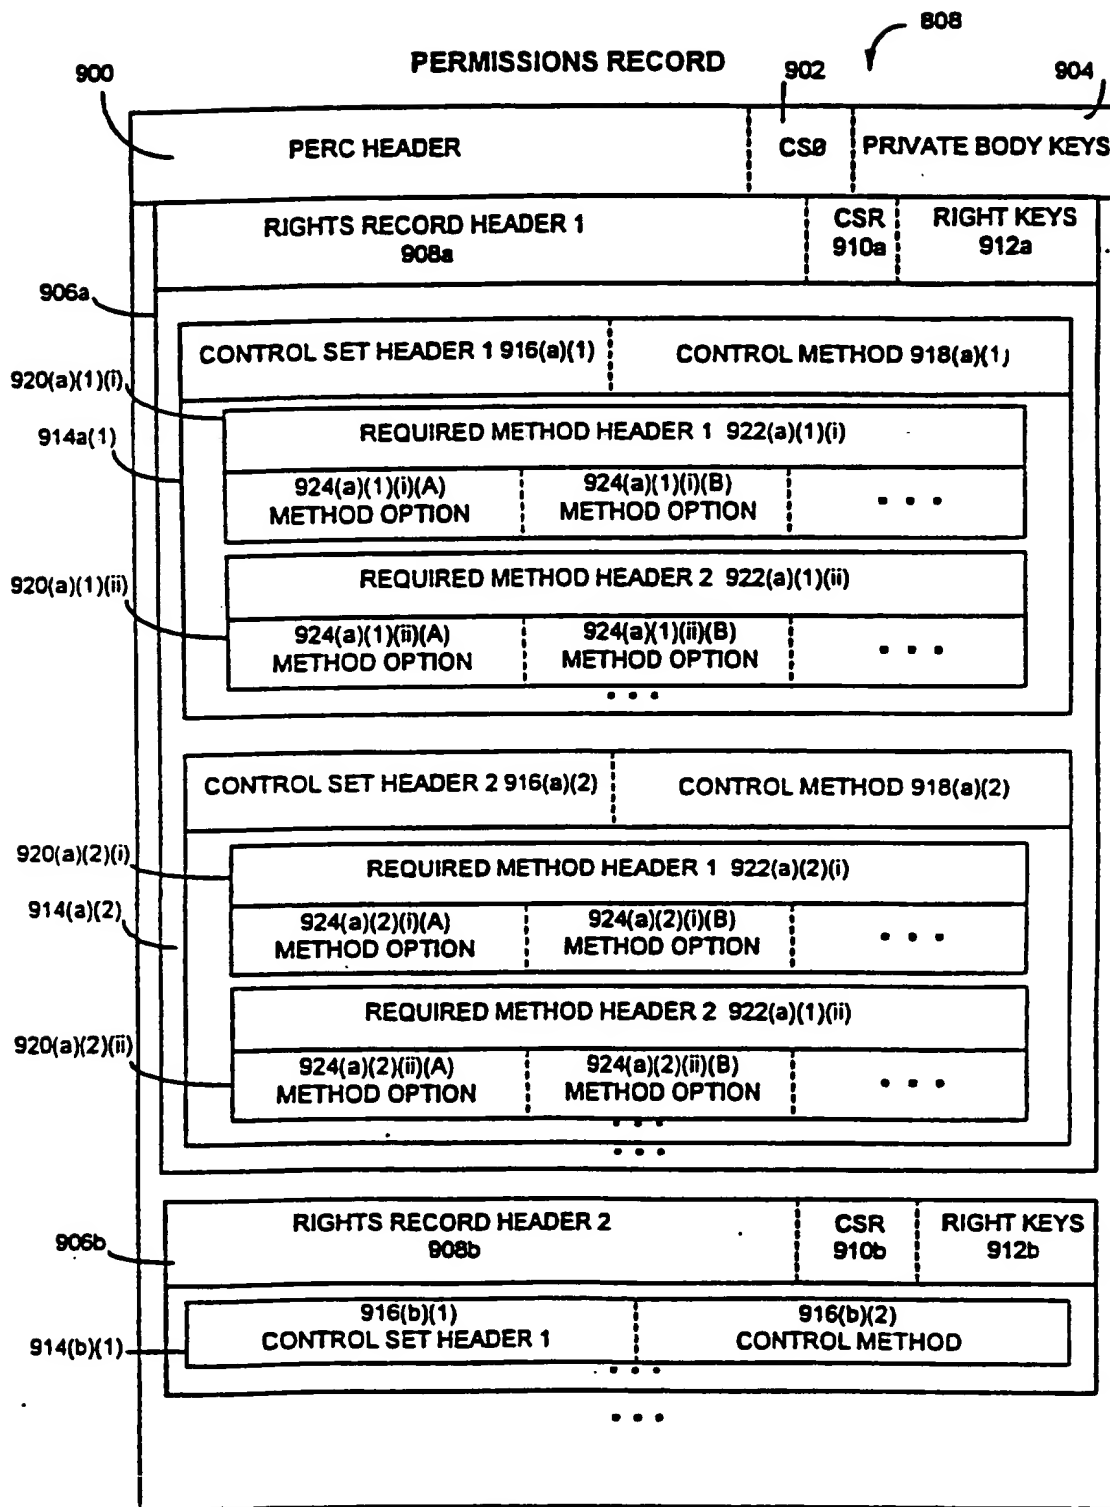 808
PERMISSIONS RECORD
900
902
904
PERC HEADER
CS0
PRIVATE BODY KEYS
RIGHTS RECORD HEADER 1
908a
CSR
910a
RIGHT KEYS
912a
906a
CONTROL SET HEADER 1 916(a)(1)
CONTROL METHOD 918(a)(1)
920(a)(1)(i)
914a(1)
REQUIRED METHOD HEADER 1 922(a)(1)(i)
924(a)(1)(i)(A)
METHOD OPTION
924(a)(1)(i)(B)
METHOD OPTION
• • •
920(a)(1)(ii)
REQUIRED METHOD HEADER 2 922(a)(1)(ii)
924(a)(1)(ii)(A)
METHOD OPTION
924(a)(1)(ii)(B)
METHOD OPTION
• • •
• • •
CONTROL SET HEADER 2 916(a)(2)
CONTROL METHOD 918(a)(2)
920(a)(2)(i)
914(a)(2)
REQUIRED METHOD HEADER 1 922(a)(2)(i)
924(a)(2)(i)(A)
METHOD OPTION
924(a)(2)(i)(B)
METHOD OPTION
• • •
920(a)(2)(ii)
REQUIRED METHOD HEADER 2 922(a)(1)(ii)
924(a)(2)(ii)(A)
METHOD OPTION
924(a)(2)(ii)(B)
METHOD OPTION
• • •
• • •
• • •
906b
RIGHTS RECORD HEADER 2
908b
CSR
910b
RIGHT KEYS
912b
914(b)(1)
916(b)(1)
CONTROL SET HEADER 1
916(b)(2)
CONTROL METHOD
• • •
• • •